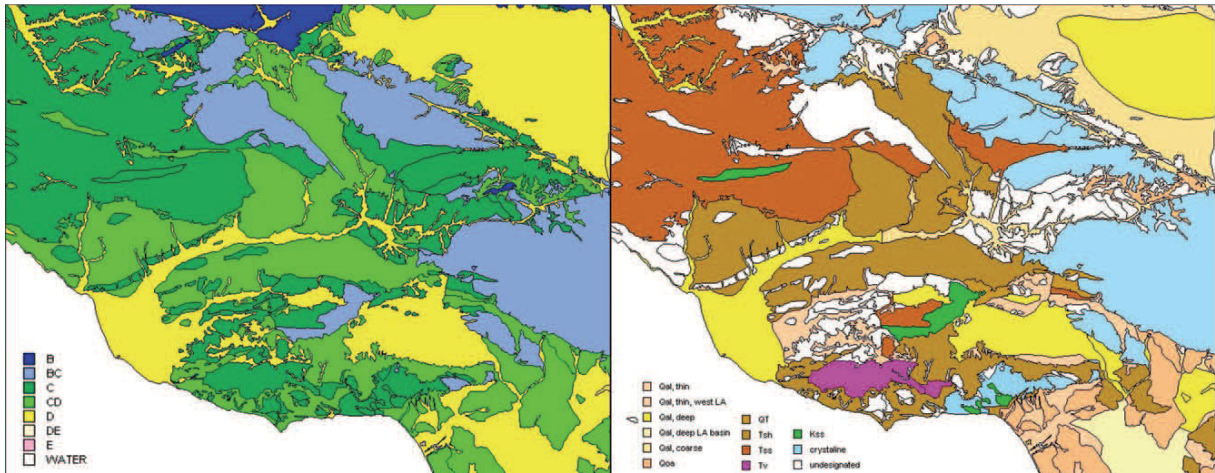 B
BC
C
CD
D
DE
E
WATER
Qal, thin
Qal, thin, west LA
Qal, deep
Qal, deep LA basin
Qal, coarse
Qoa
QT
Tsh
Tss
Tv
Kss
crystaline
undesignated